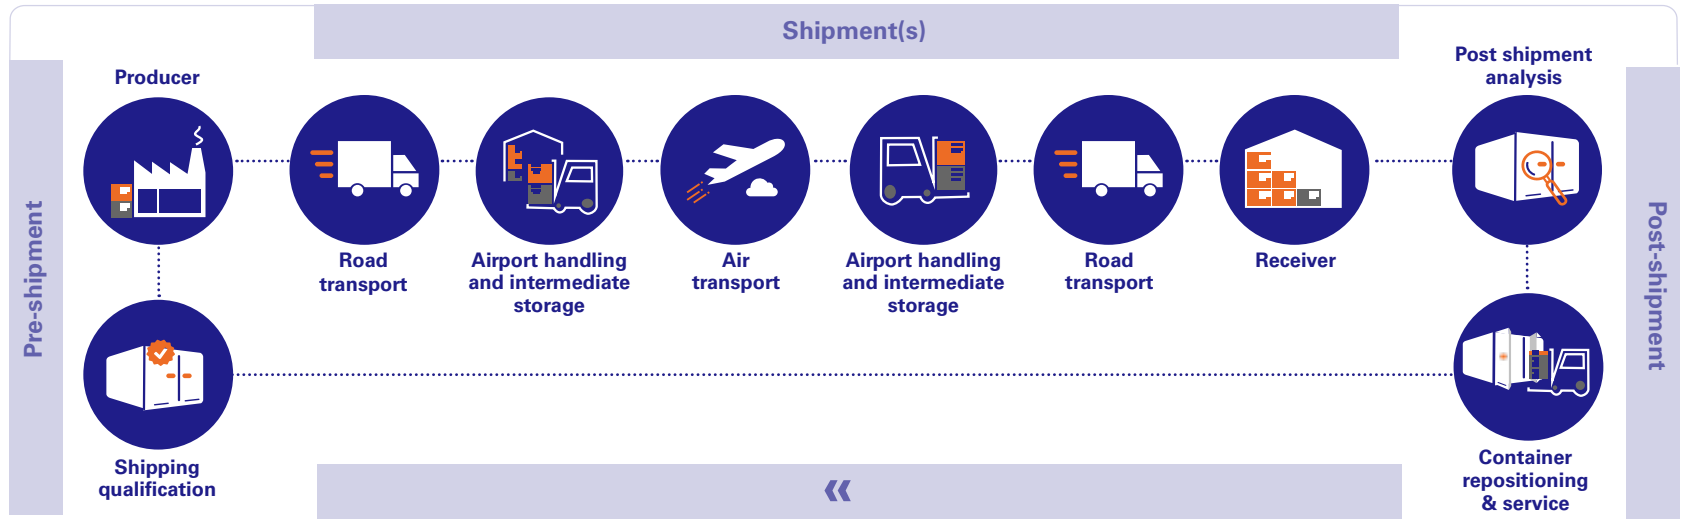 Shipment(s)
Pre-shipment
Producer
Road
transport
Airport handling
and intermediate
storage
Air
transport
Airport handling
and intermediate
storage
Road
transport
Receiver
Post shipment
analysis
Post-shipment
Shipping
qualification
«
Container
repositioning
& service